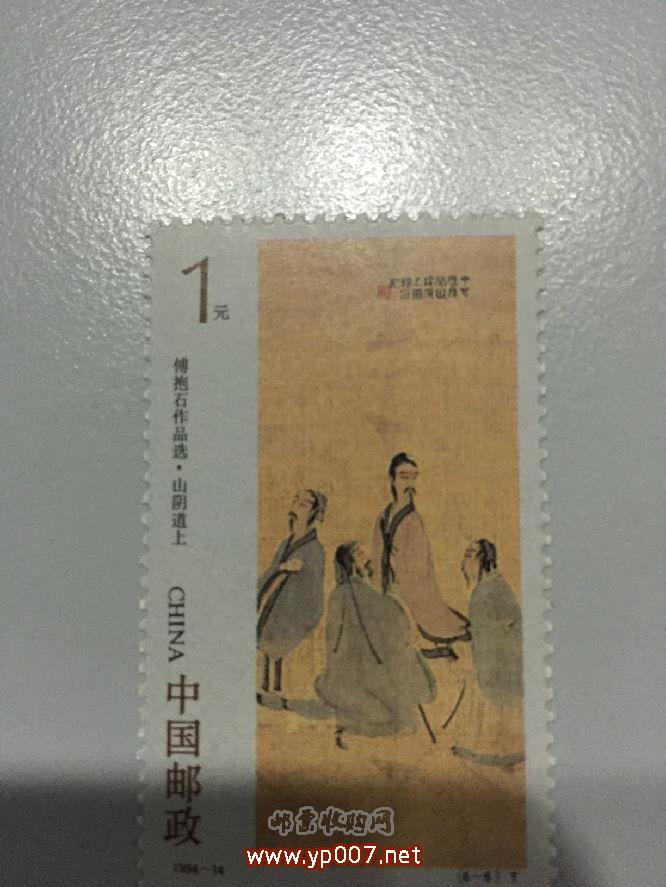 1元
傅抱石作品选·山阴道上
CHINA 中国邮政
1994-14
(6-6) T
邮票收购网
www.yp007.net